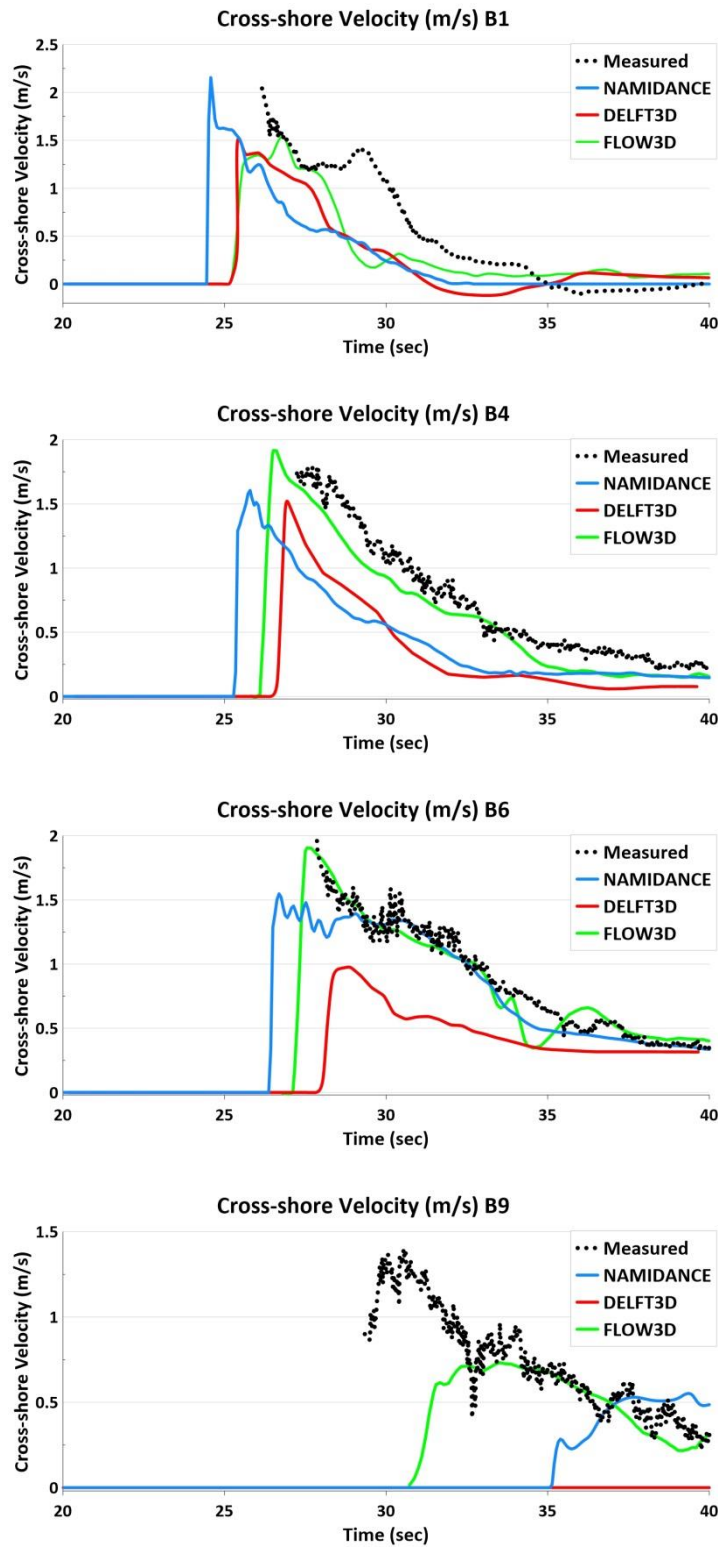 Cross-shore Velocity (m/s) B1
Cross-shore Velocity (m/s)
2.5
2
1.5
1
0.5
0
Measured
NAMIDANCE
DELFT3D
FLOW3D
20 25 30 35 40
Time (sec)
Cross-shore Velocity (m/s) B4
Cross-shore Velocity (m/s)
2
1.5
1
0.5
0
Measured
NAMIDANCE
DELFT3D
FLOW3D
20 25 30 35 40
Time (sec)
Cross-shore Velocity (m/s) B6
Cross-shore Velocity (m/s)
2
1.5
1
0.5
0
Measured
NAMIDANCE
DELFT3D
FLOW3D
20 25 30 35 40
Time (sec)
Cross-shore Velocity (m/s) B9
Cross-shore Velocity (m/s)
1.5
1
0.5
0
Measured
NAMIDANCE
DELFT3D
FLOW3D
20 25 30 35 40
Time (sec)